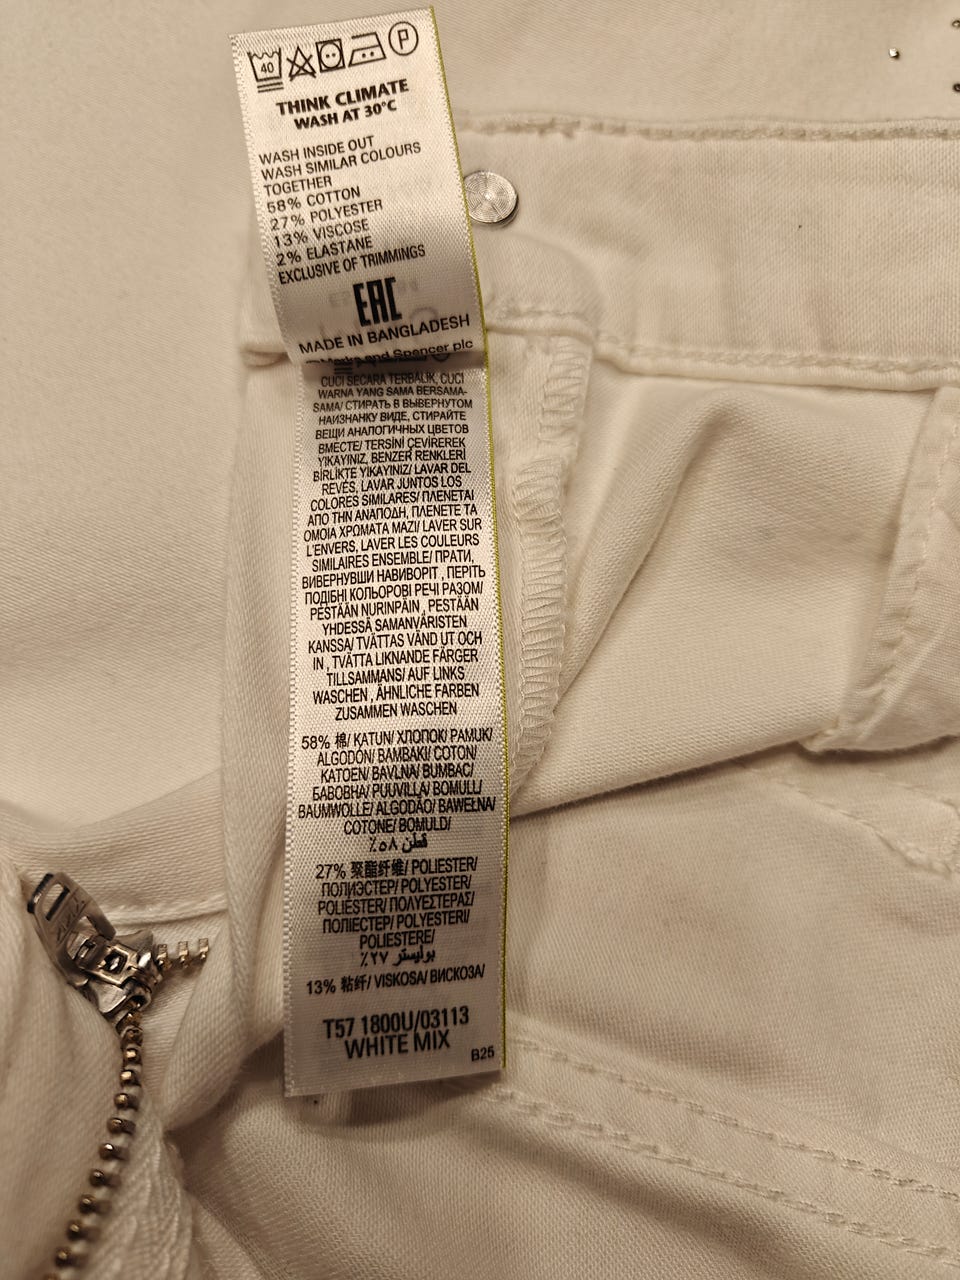 40
P
THINK CLIMATE
WASH AT 30°C
WASH INSIDE OUT
WASH SIMILAR COLOURS
TOGETHER
58% COTTON
27% POLYESTER
13% VISCOSE
2% ELASTANE
EXCLUSIVE OF TRIMMINGS
EAC
MADE IN BANGLADESH
Marks and Spencer plc
CUCI SECARA TERBALIK, CUCI
WARNA YANG SAMA BERSAMA-
SAMA/ СТИРАТЬ В ВЫВЕРНУТОМ
НАИЗНАНКУ ВИДЕ, СТИРАЙТЕ
ВЕЩИ АНАЛОГИЧНЫХ ЦВЕТОВ
ВМЕСТЕ/ TERSİNİ ÇEVİREREK
YIKAYINIZ, BENZER RENKLERİ
BİRLİKTE YIKAYINIZ/ LAVAR DEL
REVÉS, LAVAR JUNTOS LOS
COLORES SIMILARES/ ΠΛΕΝΕΤΑΙ
ΑΠΟ ΤΗΝ ΑΝΑΠΟΔΗ, ΠΛΕΝΕΤΕ ΤΑ
ΟΜΟΙΑ ΧΡΩΜΑΤΑ ΜΑΖΙ/ LAVER SUR
L'ENVERS, LAVER LES COULEURS
SIMILAIRES ENSEMBLE/ ПРАТИ,
ВИВЕРНУВШИ НАВИВОРІТ , ПЕРІТЬ
ПОДІБНІ КОЛЬОРОВІ РЕЧІ РАЗОМ/
PESTÄÄN NURINPÄIN , PESTÄÄN
YHDESSÄ SAMANVÄRISTEN
KANSSA/ TVÄTTAS VÄND UT OCH
IN , TVÄTTA LIKNANDE FÄRGER
TILLSAMMANS/ AUF LINKS
WASCHEN , ÄHNLICHE FARBEN
ZUSAMMEN WASCHEN
58% 棉/ KATUN/ ХЛОПОК/ PAMUK/
ALGODÓN/ ΒΑΜΒΑΚΙ/ COTON/
KATOEN/ BAVLNA/ BUMBAC/
БАВОВНА/ PUUVILLA/ BOMULL/
BAUMWOLLE/ ALGODÃO/ BAWEŁNA/
COTONE/ BOMULD/
قطن ٥٨٪
27% 聚酯纤维/ POLIESTER/
ПОЛИЭСТЕР/ POLYESTER/
POLIÉSTER/ ΠΟΛΥΕΣΤΕΡΑΣ/
ПОЛІЕСТЕР/ POLYESTERI/
POLIESTERE/
بوليستر ٢٧٪
13% 粘纤/ VISKOSA/ ВИСКОЗА/
T57 1800U/03113
WHITE MIX
B25
YKK